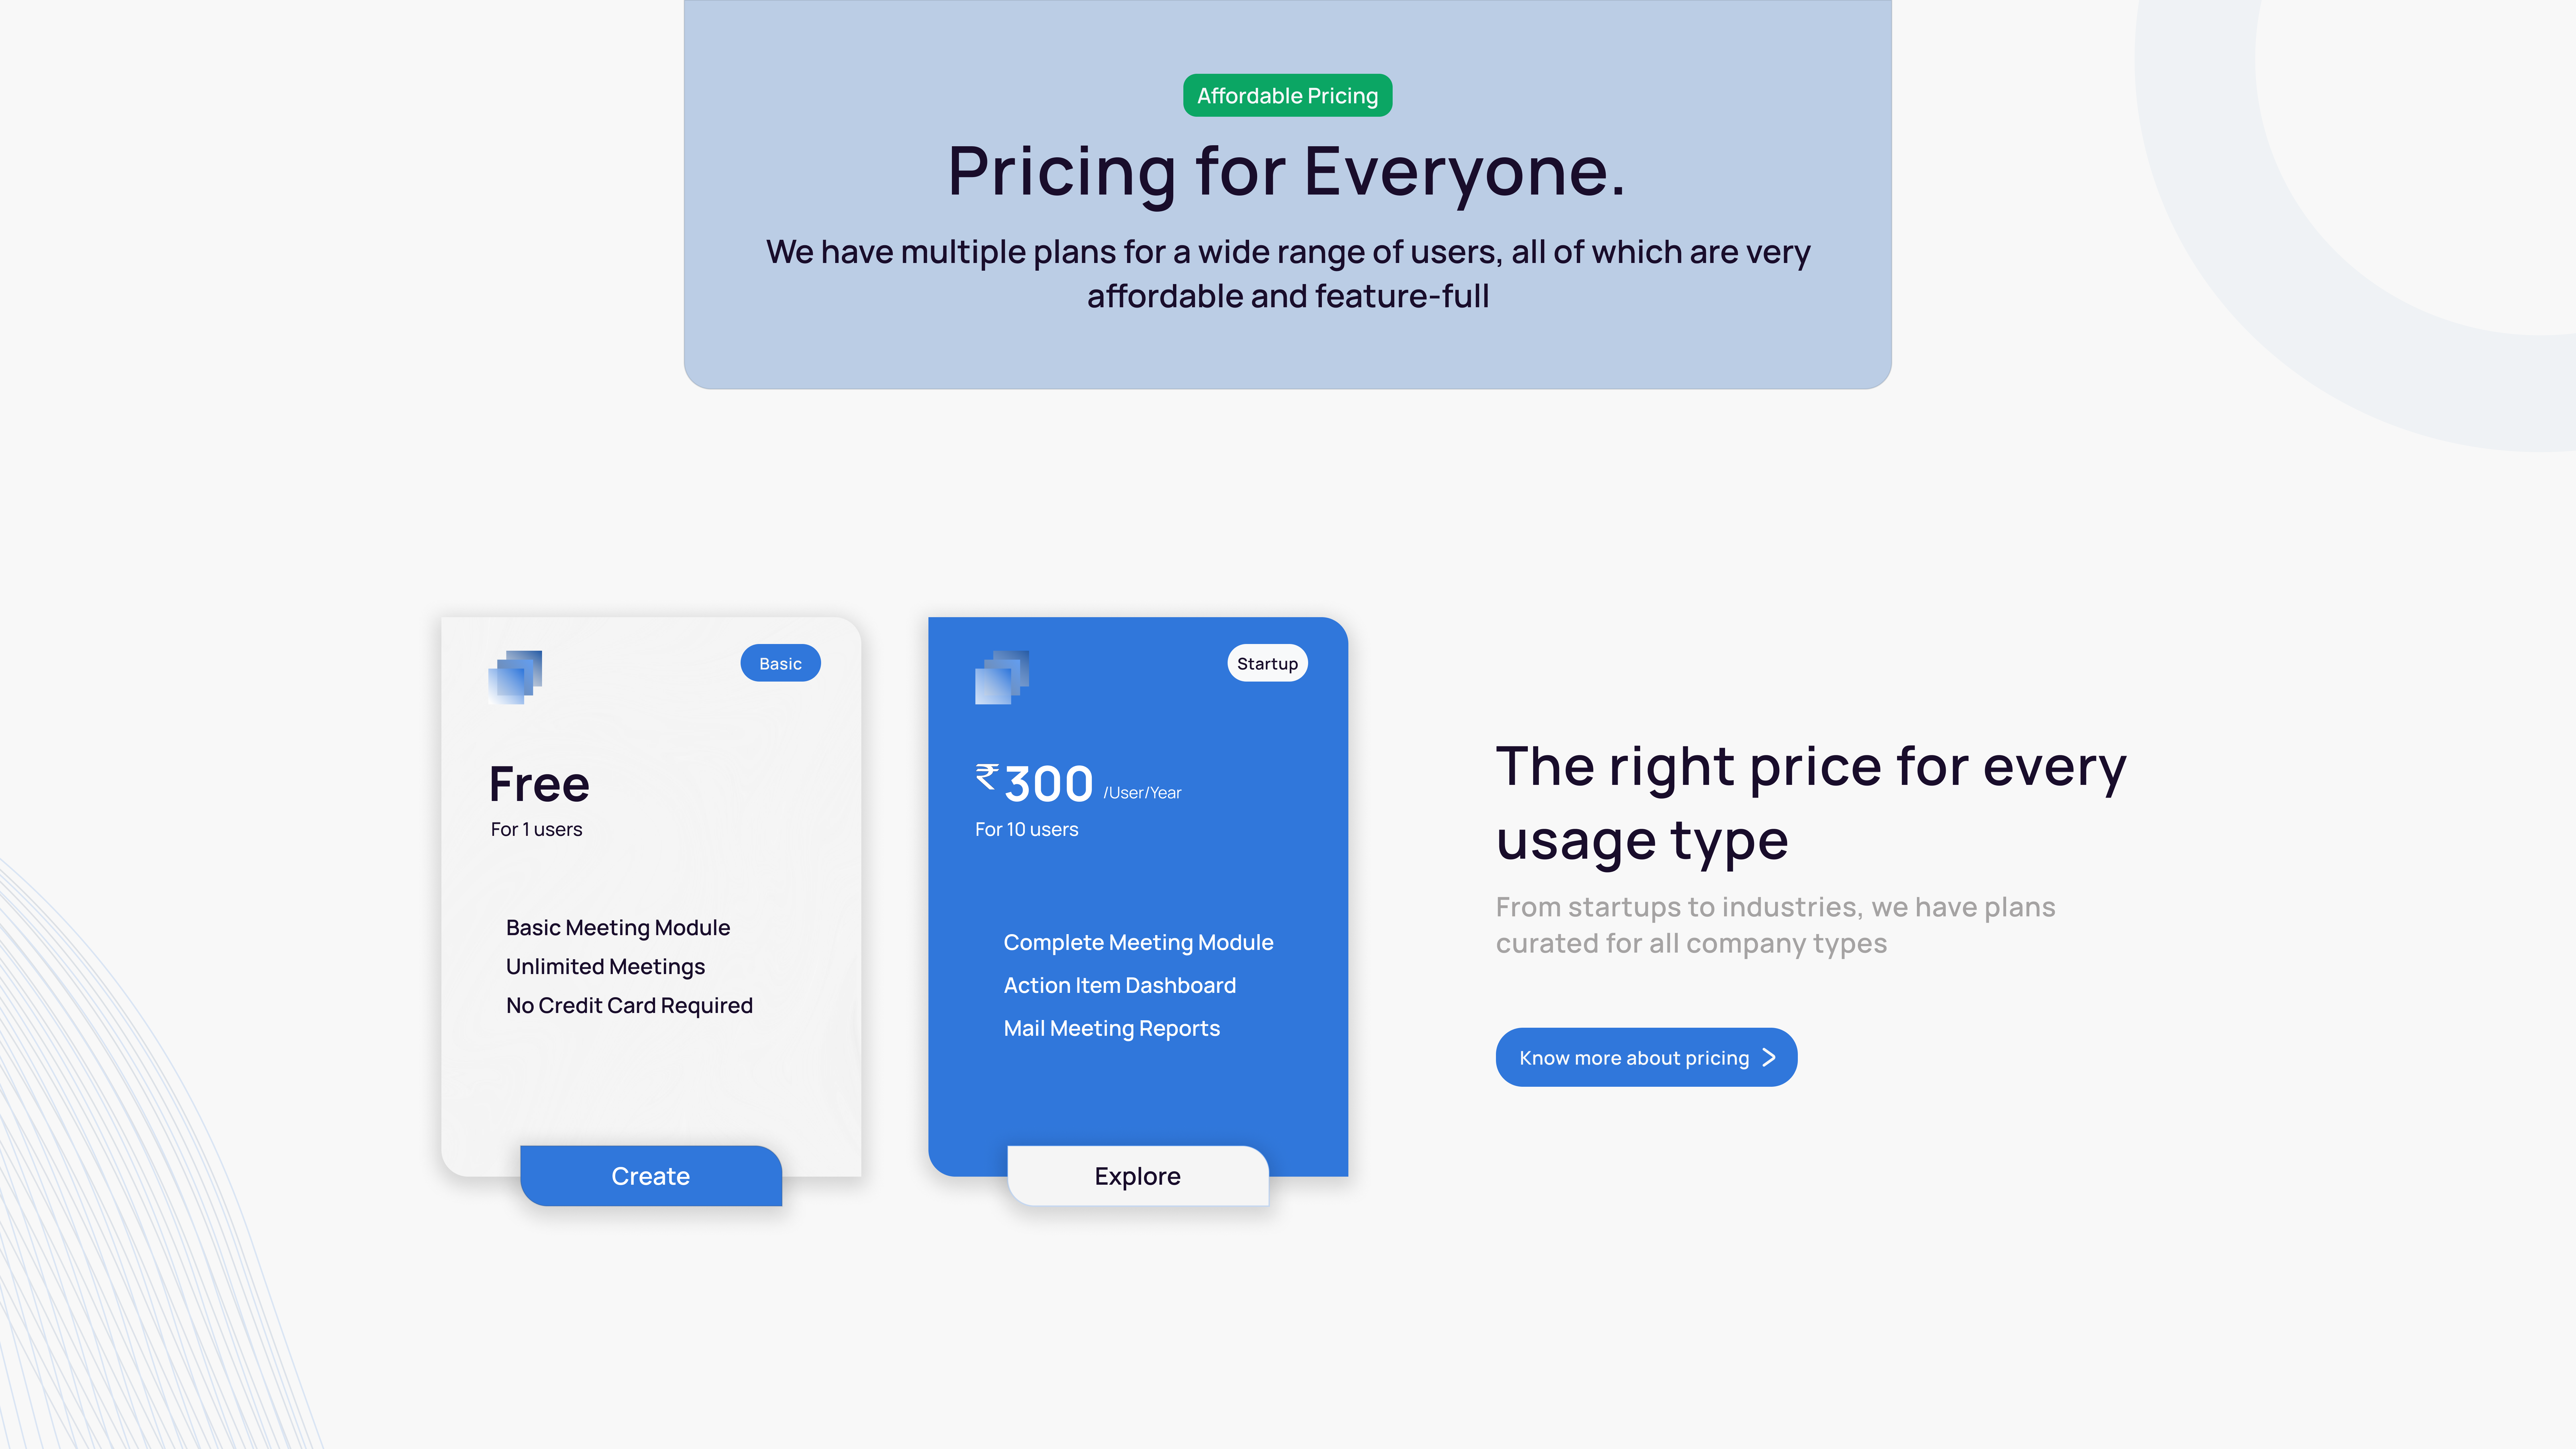 Affordable Pricing
Pricing for Everyone.
We have multiple plans for a wide range of users, all of which are very
affordable and feature-full
Basic
Free
For 1 users
Basic Meeting Module
Unlimited Meetings
No Credit Card Required
Create
Startup
₹300 /User/Year
For 10 users
Complete Meeting Module
Action Item Dashboard
Mail Meeting Reports
Explore
The right price for every
usage type
From startups to industries, we have plans
curated for all company types
Know more about pricing